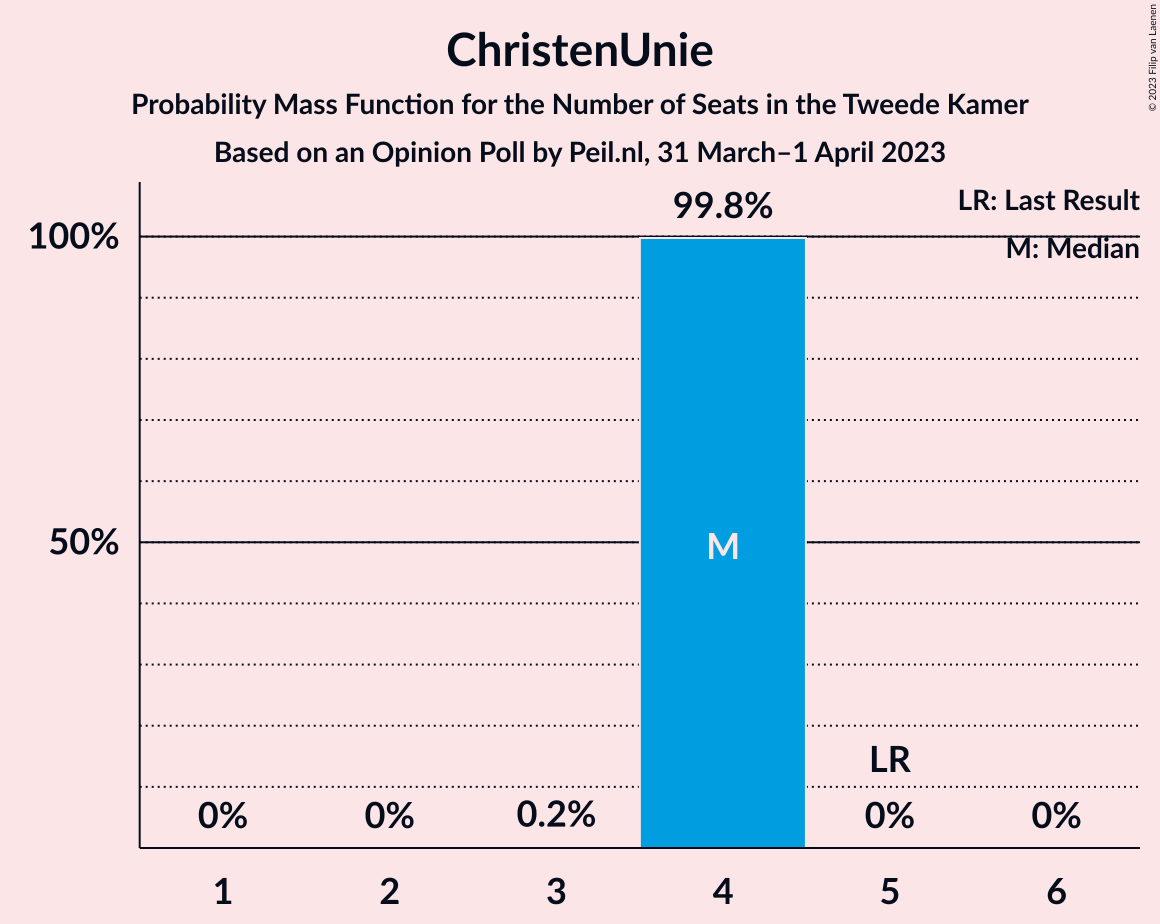 ChristenUnie
Probability Mass Function for the Number of Seats in the Tweede Kamer
Based on an Opinion Poll by Peil.nl, 31 March–1 April 2023
© 2023 Filip van Laenen
LR: Last Result
M: Median
99.8%
100%
50%
M
LR
0%
0%
0.2%
0%
0%
1 2 3 4 5 6